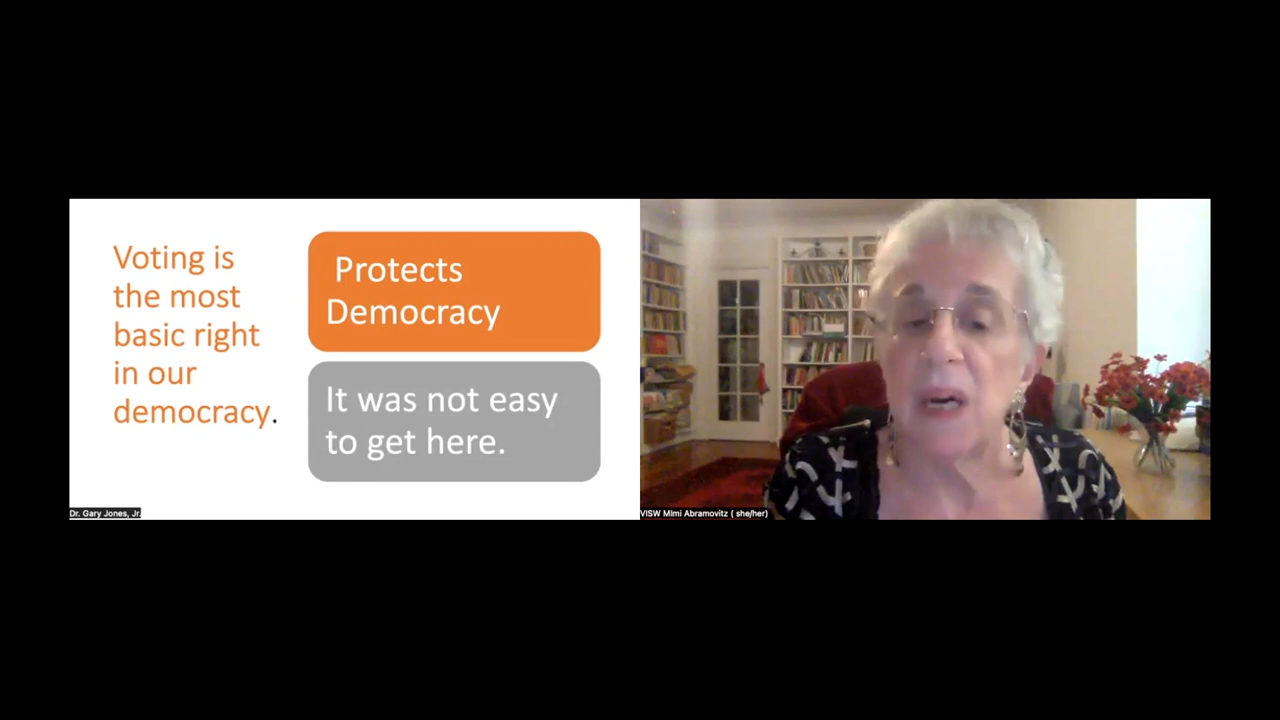 Voting is
the most
basic right
in our
democracy.
Protects
Democracy
It was not easy
to get here.
Dr. Gary Jones, Jr.
VISW MImi Abramovitz ( she/her)